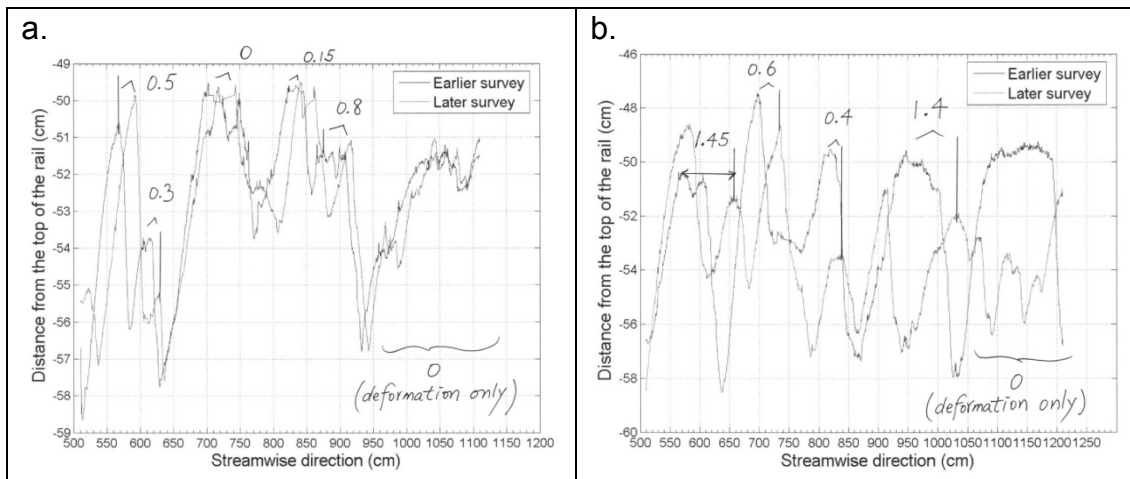 a.
0
0.15
0.5
0.8
0.3
Earlier survey
Later survey
-49
-50
-51
-52
-53
-54
-55
-56
-57
-58
-59
Distance from the top of the rail (cm)
0
(deformation only)
500 550 600 650 700 750 800 850 900 950 1000 1050 1100 1150 1200
Streamwise direction (cm)
b.
0.6
0.4
1.4
1.45
Earlier survey
Later survey
-46
-48
-50
-52
-54
-56
-58
-60
Distance from the top of the rail (cm)
0
(deformation only)
500 550 600 650 700 750 800 850 900 950 1000 1050 1100 1150 1200 1250
Streamwise direction (cm)